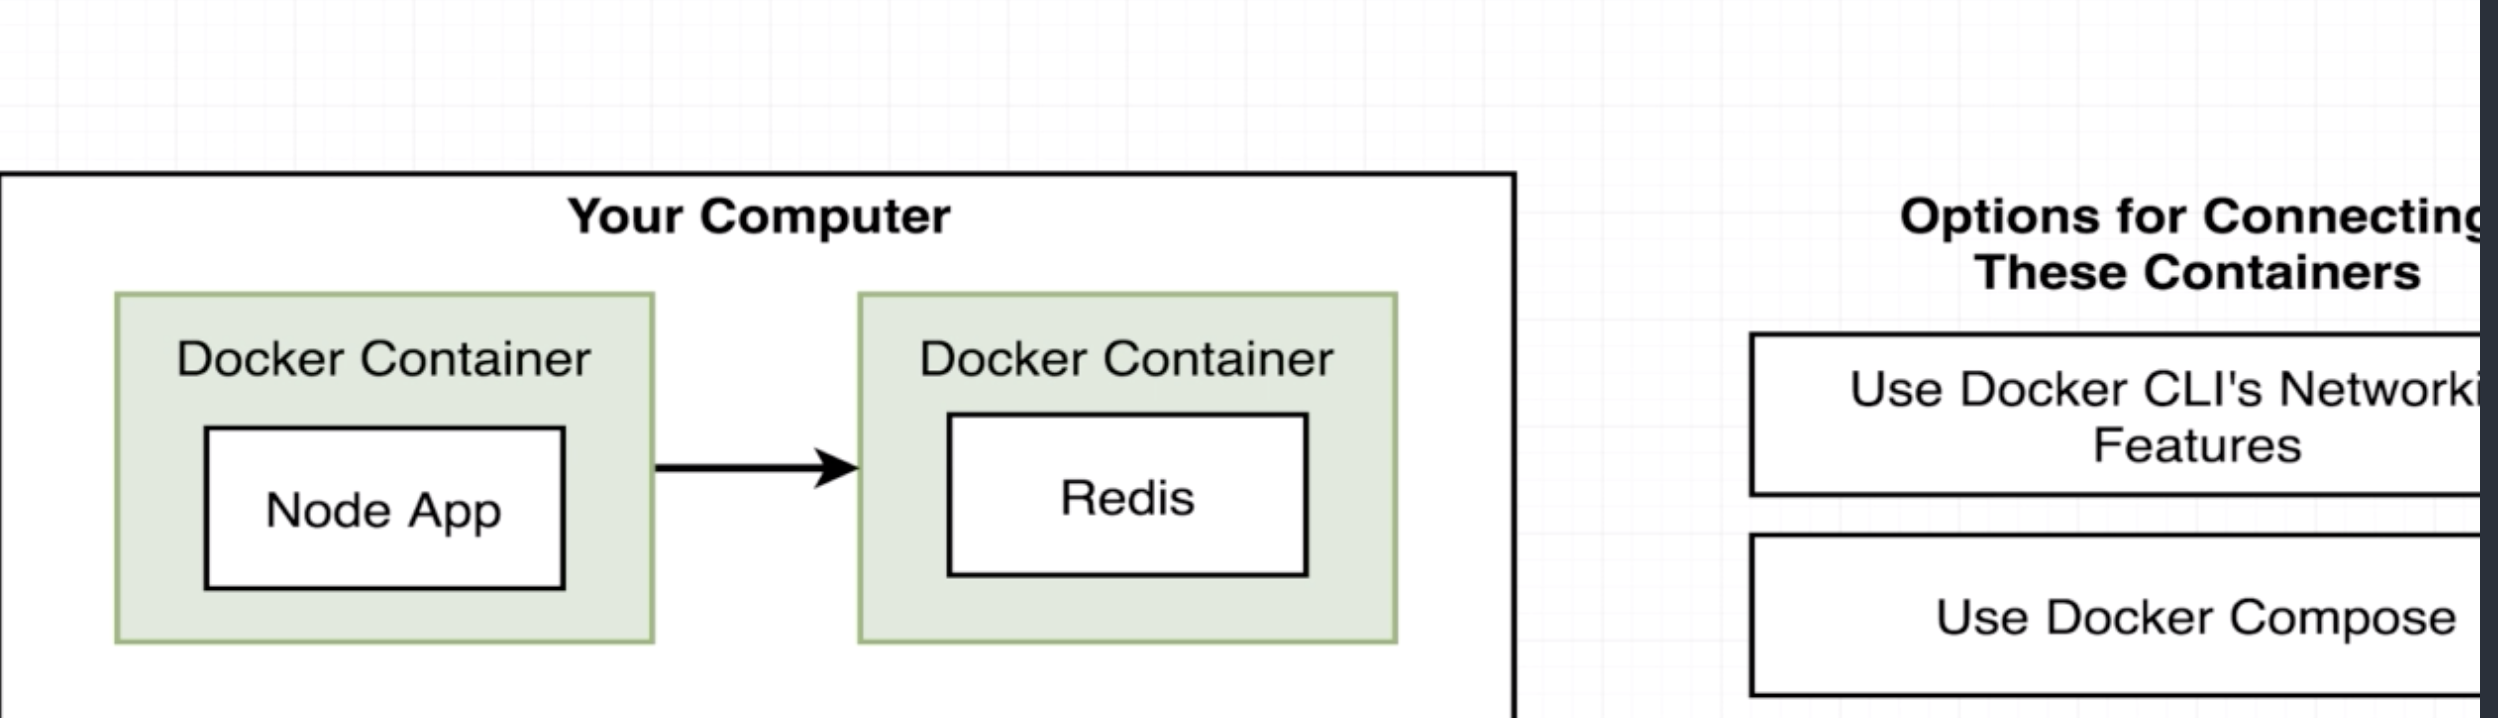 Your Computer
Docker Container
Node App
Docker Container
Redis
Options for Connecting
These Containers
Use Docker CLI's Networki
Features
Use Docker Compose